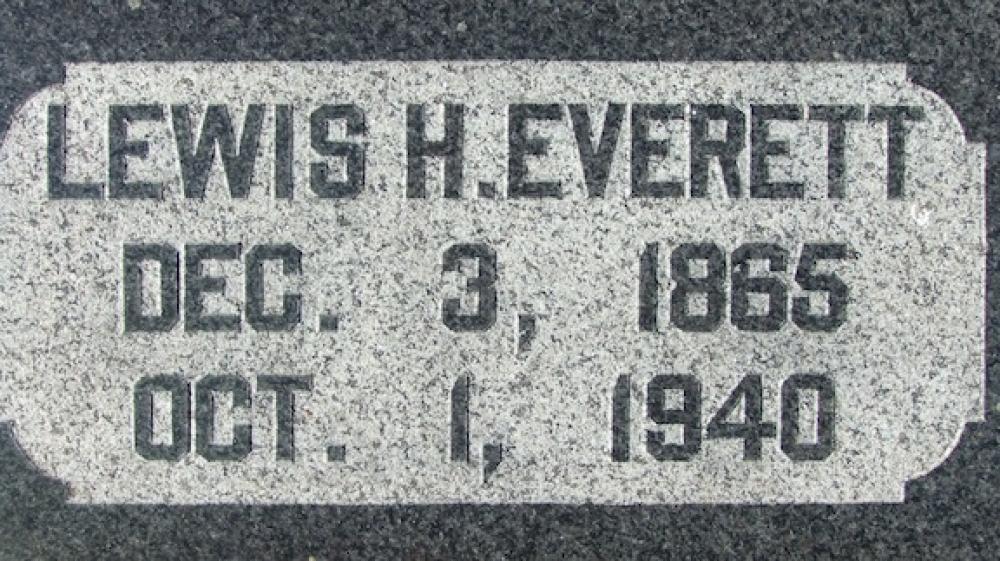 LEWIS H. EVERETT
DEC. 3, 1865
OCT. 1, 1940